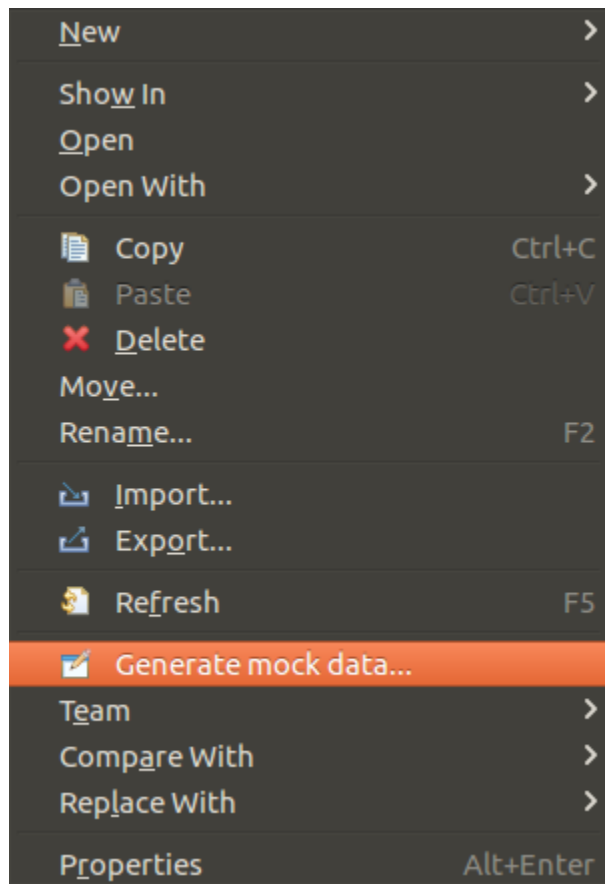 New
Show In
Open
Open With
Copy Ctrl+C
Paste Ctrl+V
Delete
Move...
Rename... F2
Import...
Export...
Refresh F5
Generate mock data...
Team
Compare With
Replace With
Properties Alt+Enter